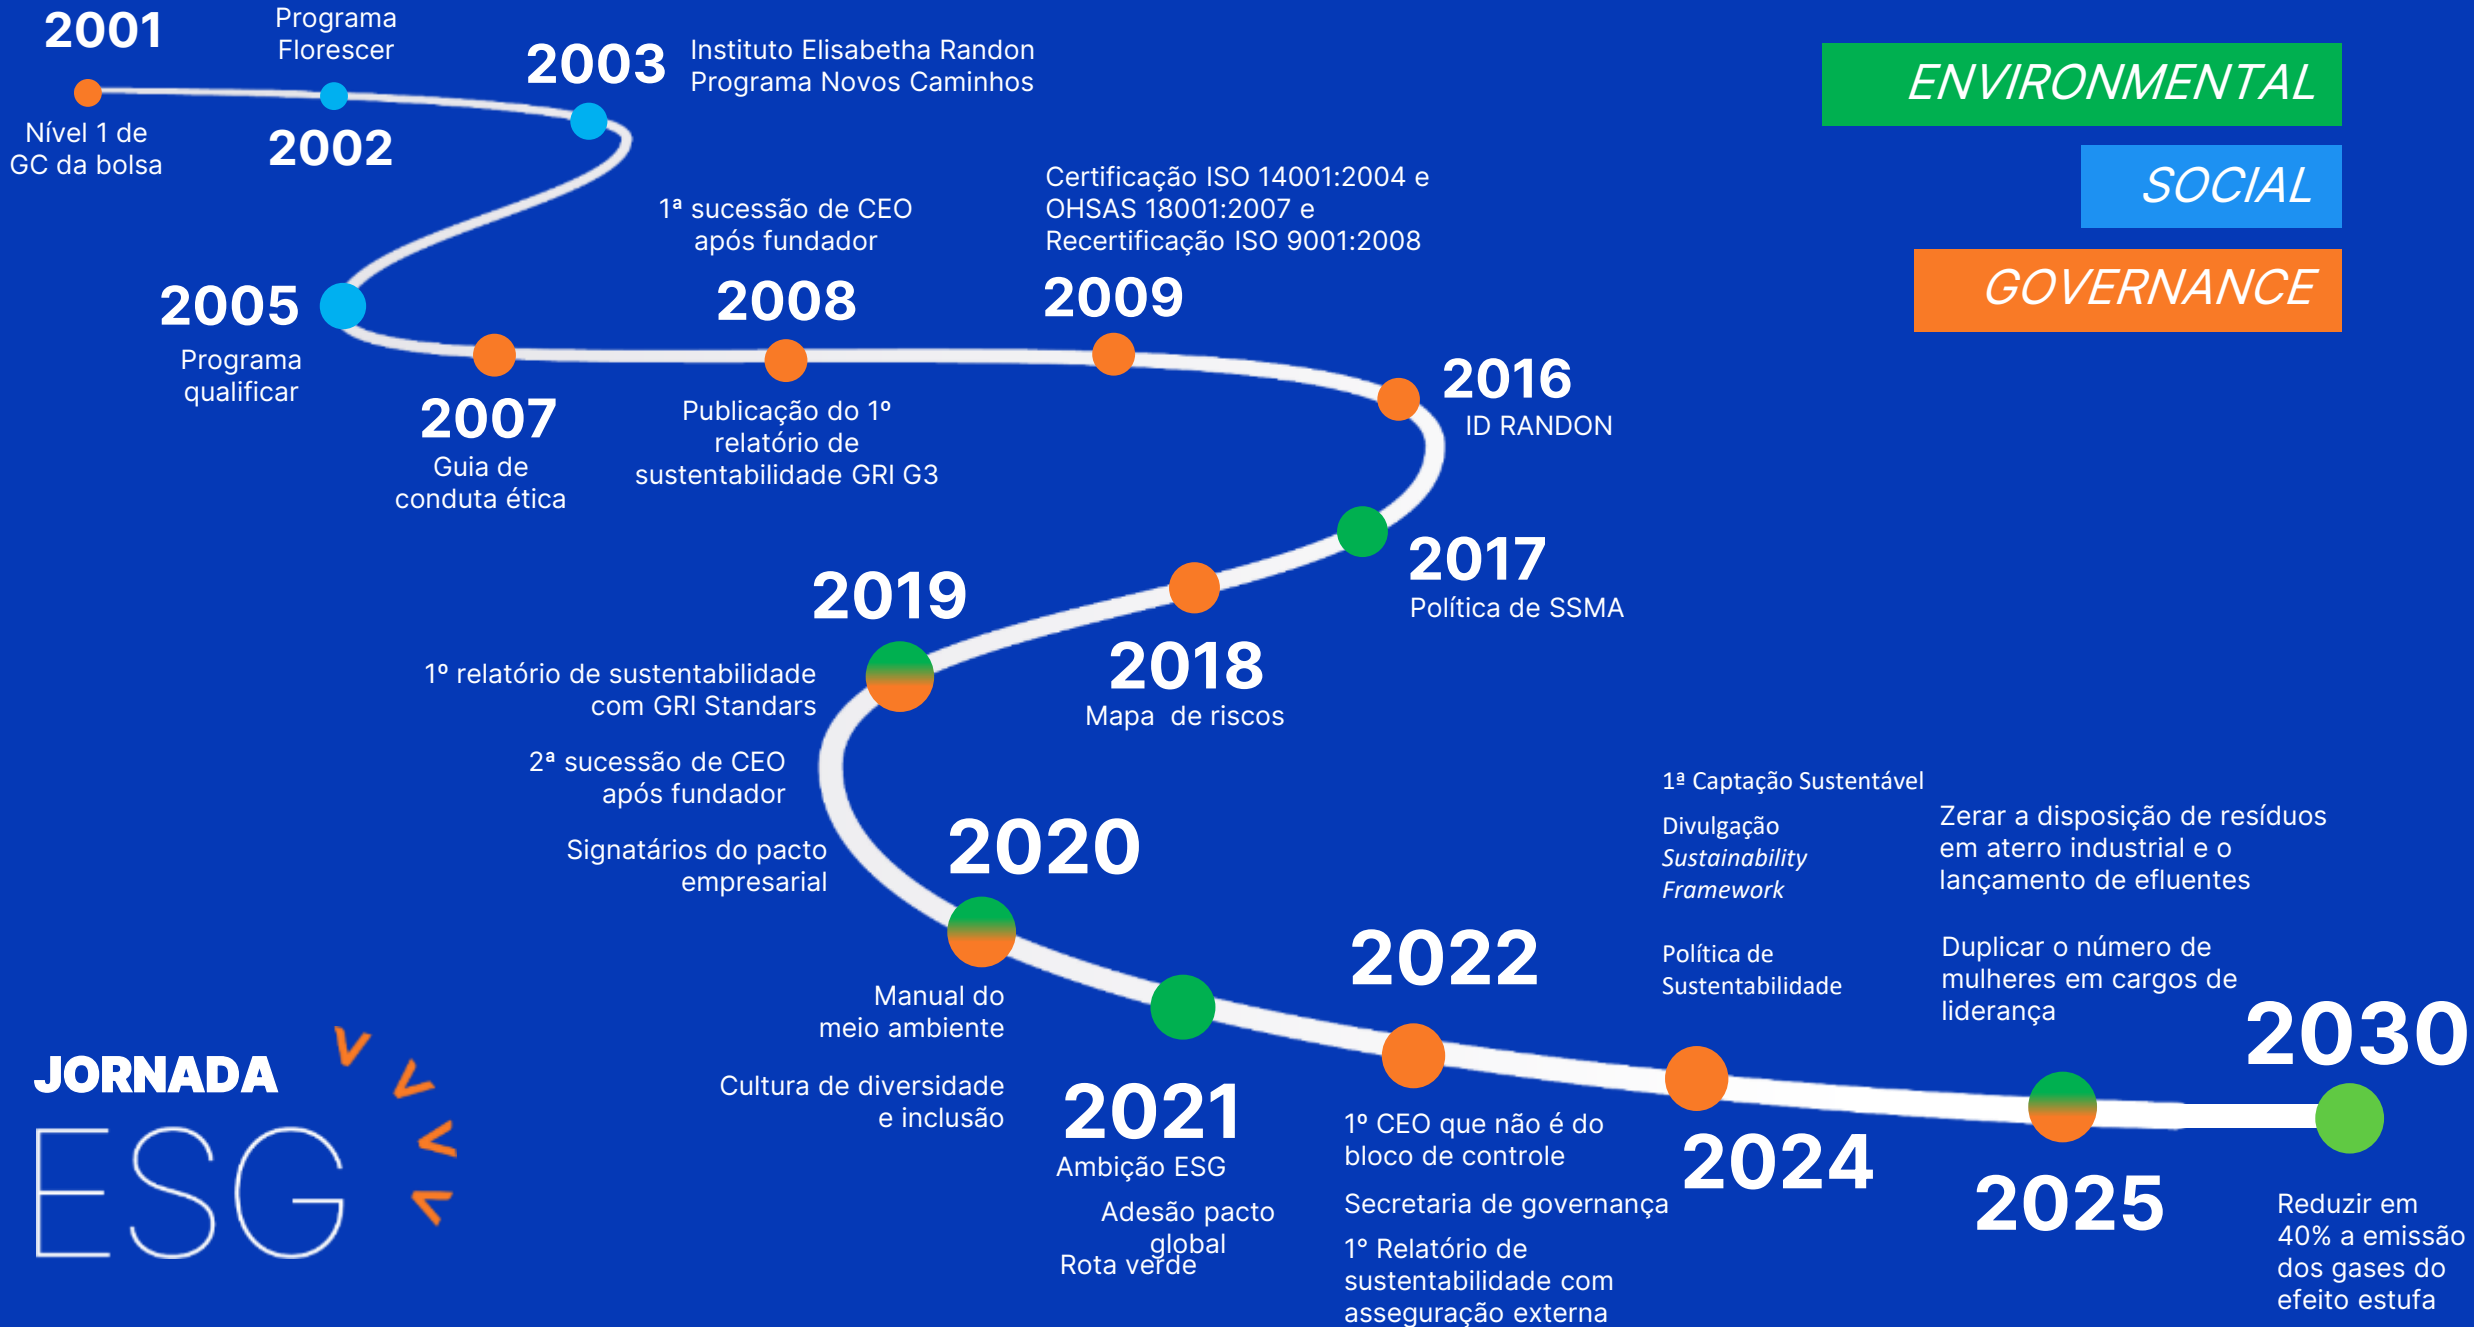 2001
Nível 1 de
GC da bolsa
Programa
Florescer
2002
2003
Instituto Elisabetha Randon
Programa Novos Caminhos
ENVIRONMENTAL
SOCIAL
GOVERNANCE
2005
Programa
qualificar
2007
Guia de
conduta ética
1ª sucessão de CEO
após fundador
2008
Publicação do 1º
relatório de
sustentabilidade GRI G3
Certificação ISO 14001:2004 e
OHSAS 18001:2007 e
Recertificação ISO 9001:2008
2009
2016
ID RANDON
2017
Política de SSMA
2018
Mapa de riscos
2019
1º relatório de sustentabilidade
com GRI Standars
2ª sucessão de CEO
após fundador
Signatários do pacto
empresarial
2020
Manual do
meio ambiente
Cultura de diversidade
e inclusão
2021
Ambição ESG
Adesão pacto
global
Rota verde
2022
1º CEO que não é do
bloco de controle
Secretaria de governança
1° Relatório de
sustentabilidade com
asseguração externa
1ª Captação Sustentável
Divulgação
Sustainability
Framework
Política de
Sustentabilidade
2024
Zerar a disposição de resíduos
em aterro industrial e o
lançamento de efluentes
Duplicar o número de
mulheres em cargos de
liderança
2025
2030
Reduzir em
40% a emissão
dos gases do
efeito estufa
JORNADA
ESG